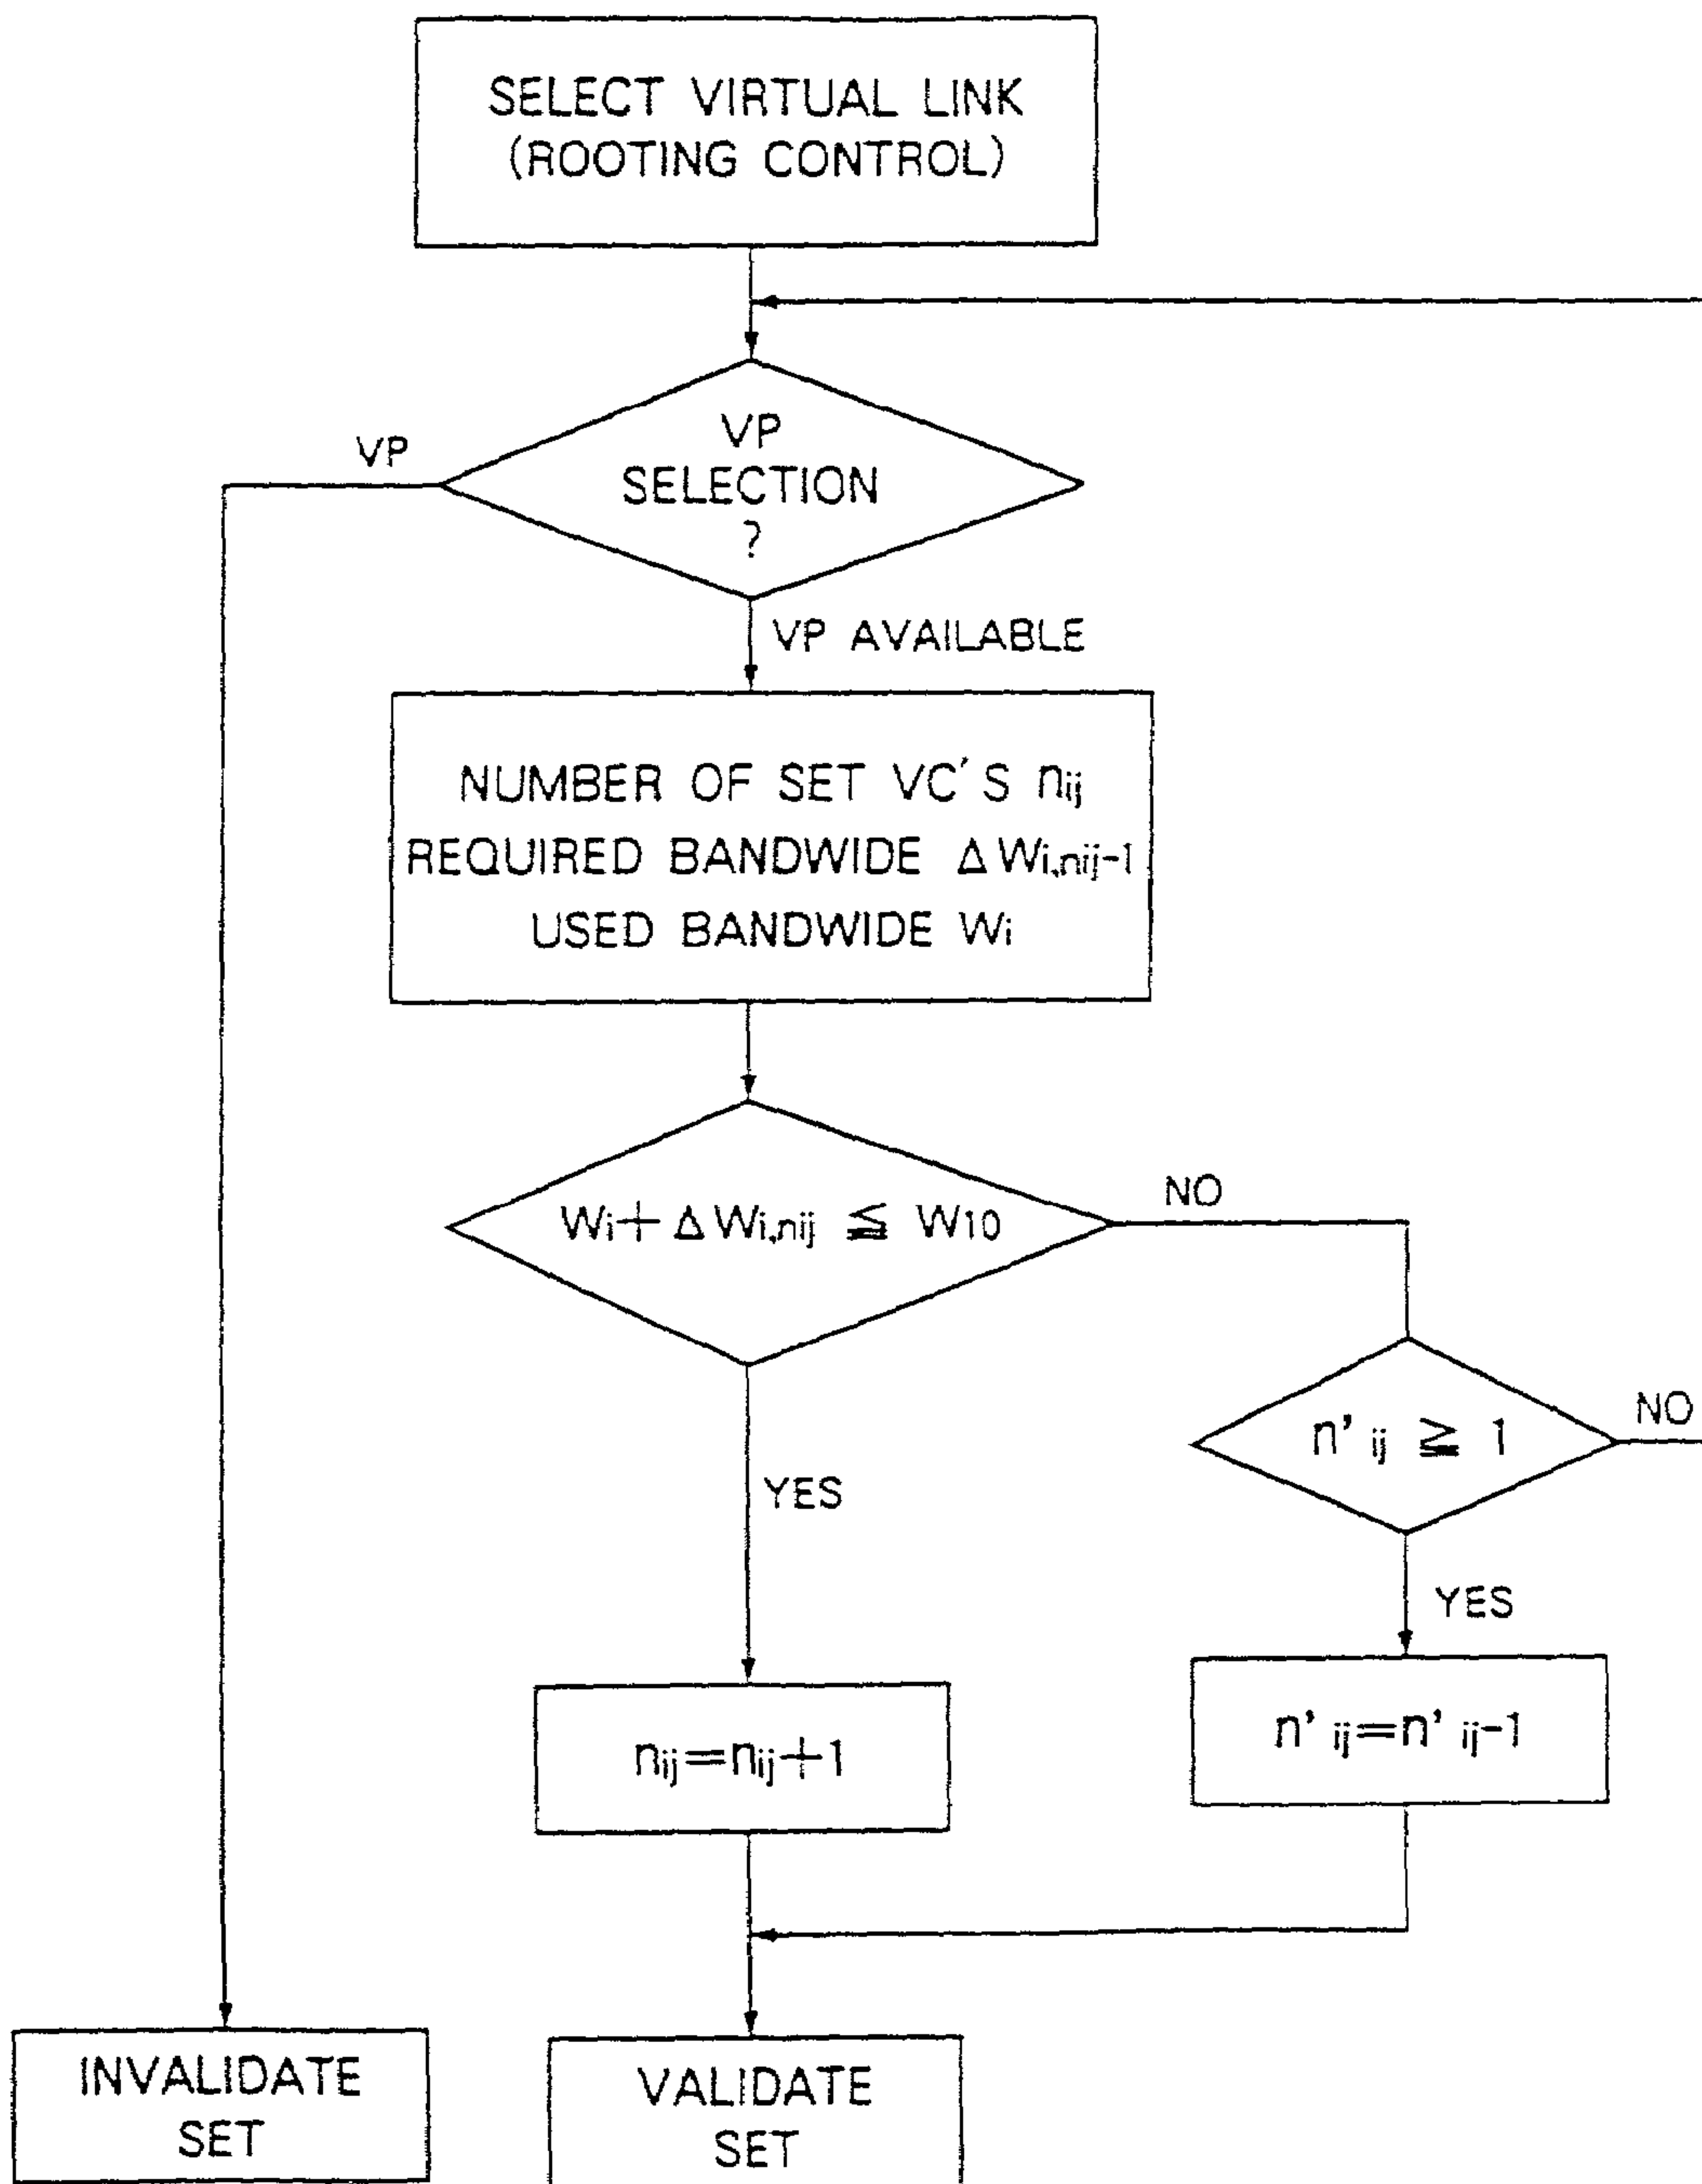 SELECT VIRTUAL LINK
(ROOTING CONTROL)
VP
SELECTION
?
VP
VP AVAILABLE
NUMBER OF SET VC'S nij
REQUIRED BANDWIDE ΔWi,nij-1
USED BANDWIDE Wi
Wi+ΔWi,nij ≦ W10
NO
n' ij ≧ 1
NO
YES
YES
nij=nij+1
n' ij=n' ij-1
INVALIDATE
SET
VALIDATE
SET